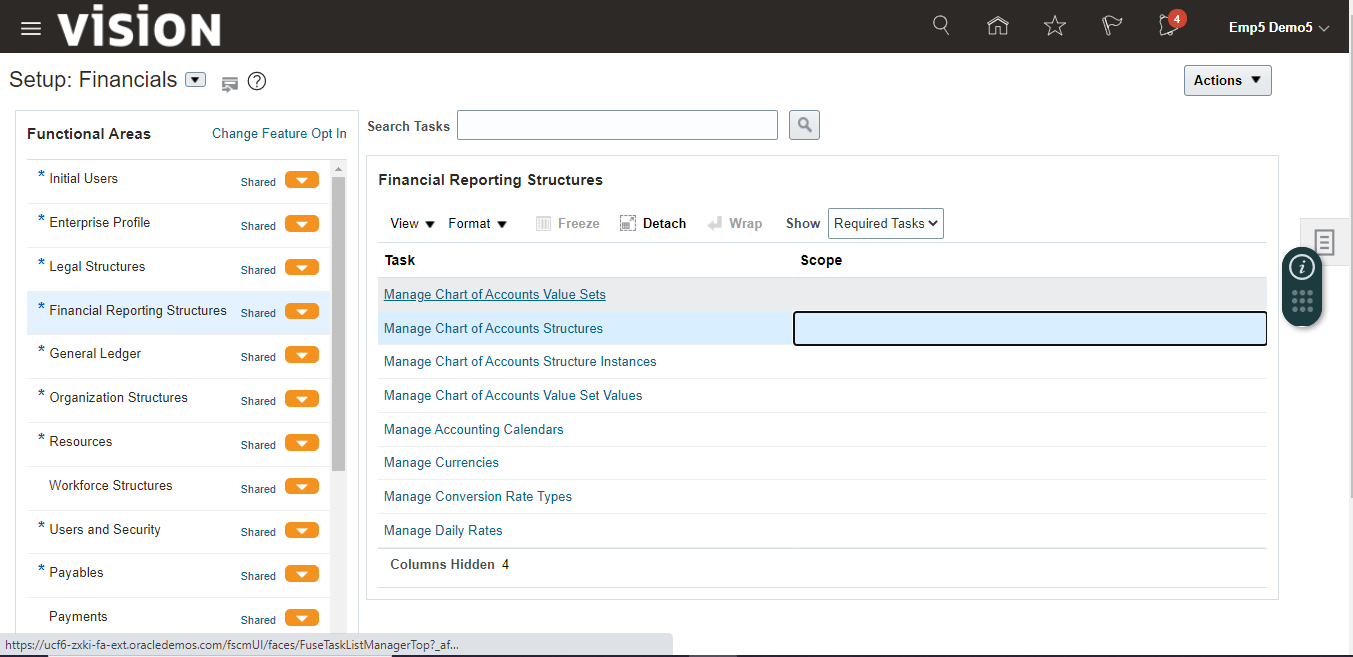 VISION
4
Emp5 Demo5
Setup: Financials
Actions
Functional Areas
Change Feature Opt In
* Initial Users Shared
* Enterprise Profile Shared
* Legal Structures Shared
* Financial Reporting Structures Shared
* General Ledger Shared
* Organization Structures Shared
* Resources Shared
Workforce Structures Shared
* Users and Security Shared
* Payables Shared
Payments Shared
Search Tasks
Financial Reporting Structures
View Format Freeze Detach Wrap Show Required Tasks
Task Scope
Manage Chart of Accounts Value Sets
Manage Chart of Accounts Structures
Manage Chart of Accounts Structure Instances
Manage Chart of Accounts Value Set Values
Manage Accounting Calendars
Manage Currencies
Manage Conversion Rate Types
Manage Daily Rates
Columns Hidden 4
https://ucf6-zxki-fa-ext.oracledemos.com/fscmUI/faces/FuseTaskListManagerTop?_af...